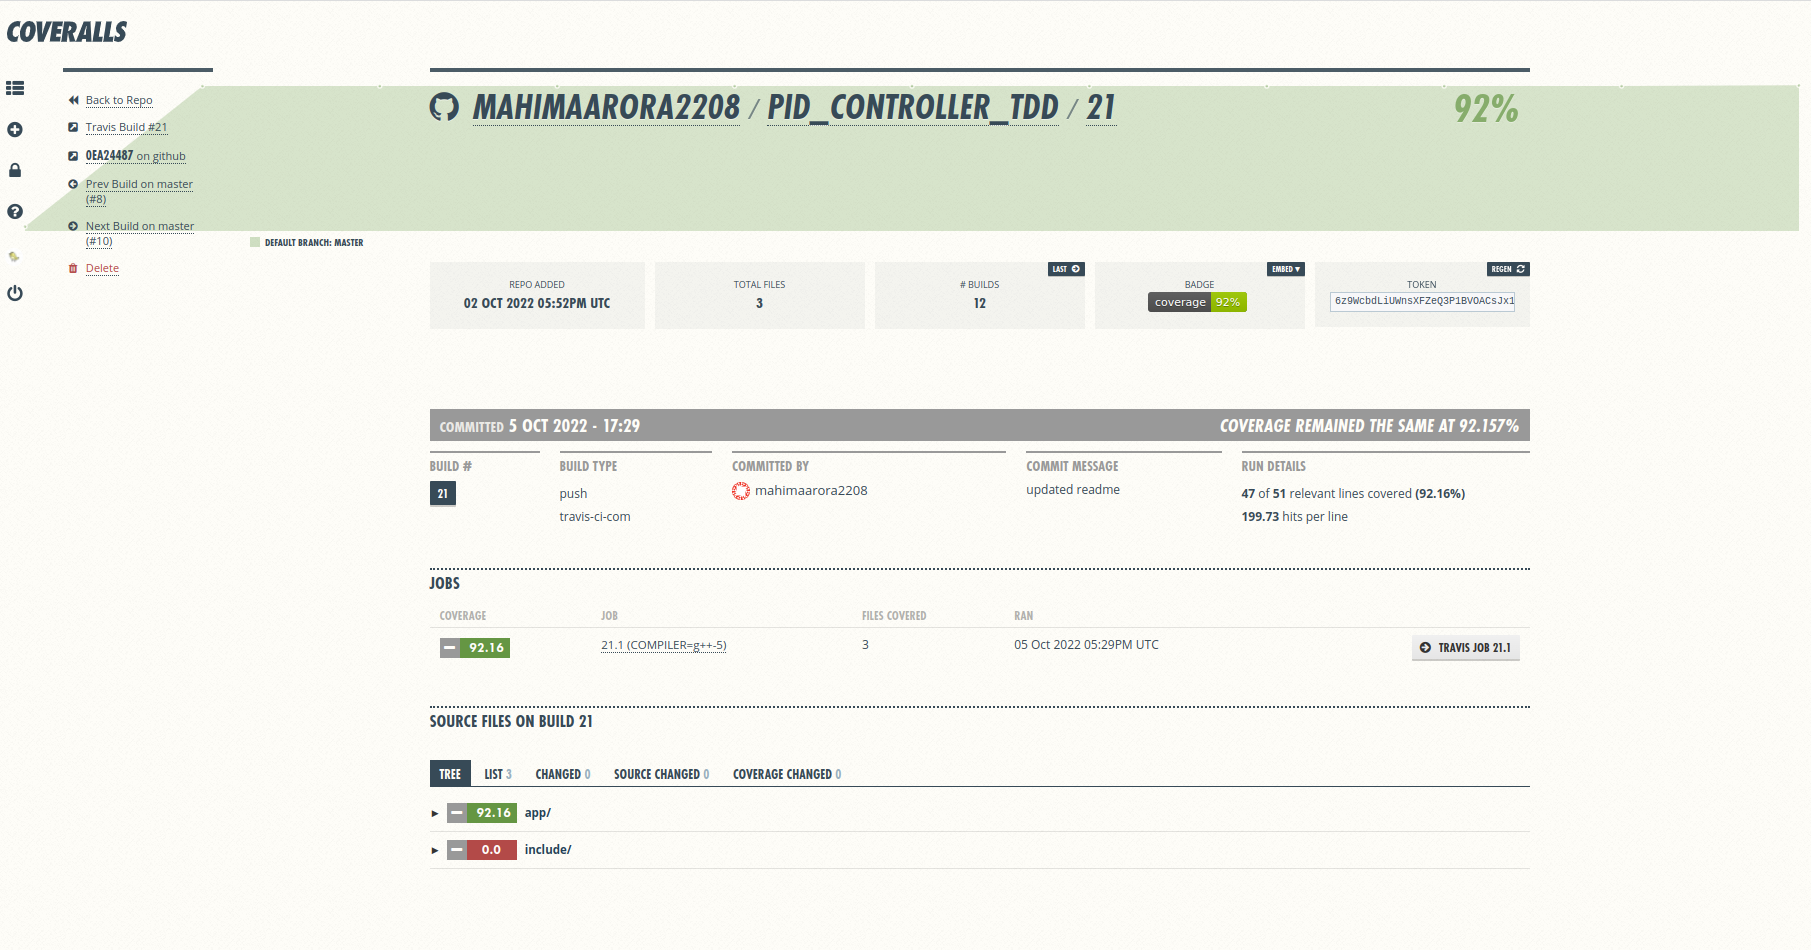 COVERALLS
Back to Repo
Travis Build #21
0EA24487 on github
Prev Build on master
(#8)
Next Build on master
(#10)
Delete
MAHIMAARORA2208 / PID_CONTROLLER_TDD / 21
92%
DEFAULT BRANCH: MASTER
REPO ADDED
02 OCT 2022 05:52PM UTC
TOTAL FILES
3
LAST
# BUILDS
12
EMBED ▾
BADGE
coverage 92%
REGEN
TOKEN
6z9WcbdLiUWnsXFZeQ3P1BVOACsJx1
COMMITTED 5 OCT 2022 - 17:29
COVERAGE REMAINED THE SAME AT 92.157%
BUILD #
21
BUILD TYPE
push
travis-ci-com
COMMITTED BY
mahimaarora2208
COMMIT MESSAGE
updated readme
RUN DETAILS
47 of 51 relevant lines covered (92.16%)
199.73 hits per line
JOBS
COVERAGE JOB FILES COVERED RAN
92.16 21.1 (COMPILER=g++-5) 3 05 Oct 2022 05:29PM UTC TRAVIS JOB 21.1
SOURCE FILES ON BUILD 21
TREE LIST 3 CHANGED 0 SOURCE CHANGED 0 COVERAGE CHANGED 0
92.16 app/
0.0 include/